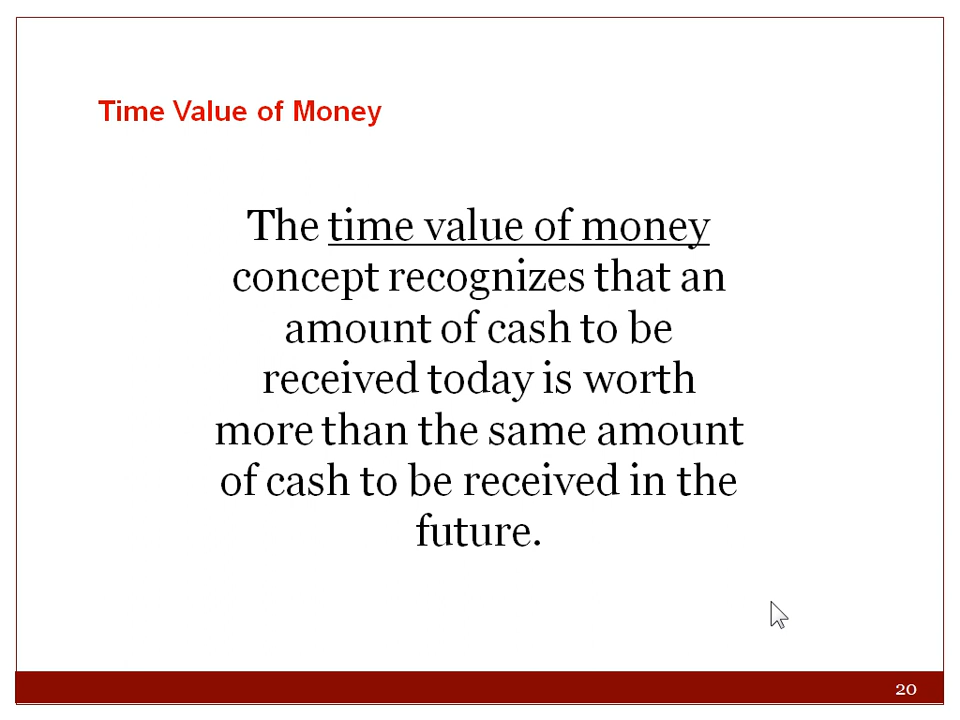 Time Value of Money
The time value of money
concept recognizes that an
amount of cash to be
received today is worth
more than the same amount
of cash to be received in the
future.
20